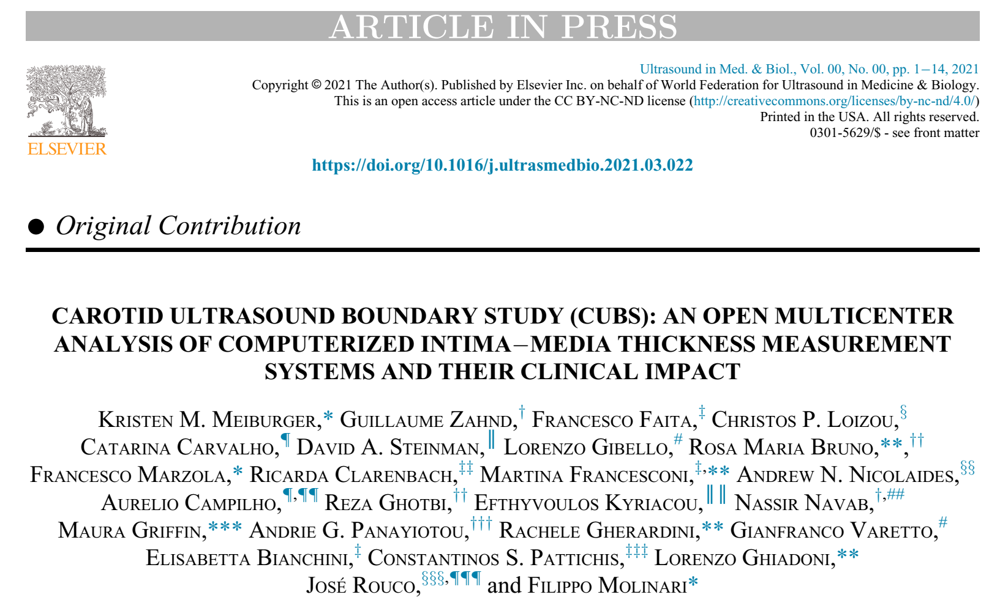 ARTICLE IN PRESS
Ultrasound in Med. & Biol., Vol. 00, No. 00, pp. 1−14, 2021
Copyright © 2021 The Author(s). Published by Elsevier Inc. on behalf of World Federation for Ultrasound in Medicine & Biology.
This is an open access article under the CC BY-NC-ND license (http://creativecommons.org/licenses/by-nc-nd/4.0/)
Printed in the USA. All rights reserved.
0301-5629/$ - see front matter
ELSEVIER
https://doi.org/10.1016/j.ultrasmedbio.2021.03.022
● Original Contribution
CAROTID ULTRASOUND BOUNDARY STUDY (CUBS): AN OPEN MULTICENTER
ANALYSIS OF COMPUTERIZED INTIMA−MEDIA THICKNESS MEASUREMENT
SYSTEMS AND THEIR CLINICAL IMPACT
KRISTEN M. MEIBURGER,* GUILLAUME ZAHND,† FRANCESCO FAITA,‡ CHRISTOS P. LOIZOU,§
CATARINA CARVALHO,¶ DAVID A. STEINMAN,‖ LORENZO GIBELLO,# ROSA MARIA BRUNO,**,††
FRANCESCO MARZOLA,* RICARDA CLARENBACH,‡‡ MARTINA FRANCESCONI,‡,** ANDREW N. NICOLAIDES,§§
AURELIO CAMPILHO,¶,¶¶ REZA GHOTBI,†† EFTHYVOULOS KYRIACOU,‖ ‖ NASSIR NAVAB,†,##
MAURA GRIFFIN,*** ANDRIE G. PANAYIOTOU,††† RACHELE GHERARDINI,** GIANFRANCO VARETTO,#
ELISABETTA BIANCHINI,‡ CONSTANTINOS S. PATTICHIS,‡‡‡ LORENZO GHIADONI,**
JOSÉ ROUCO,§§§,¶¶¶ and FILIPPO MOLINARI*